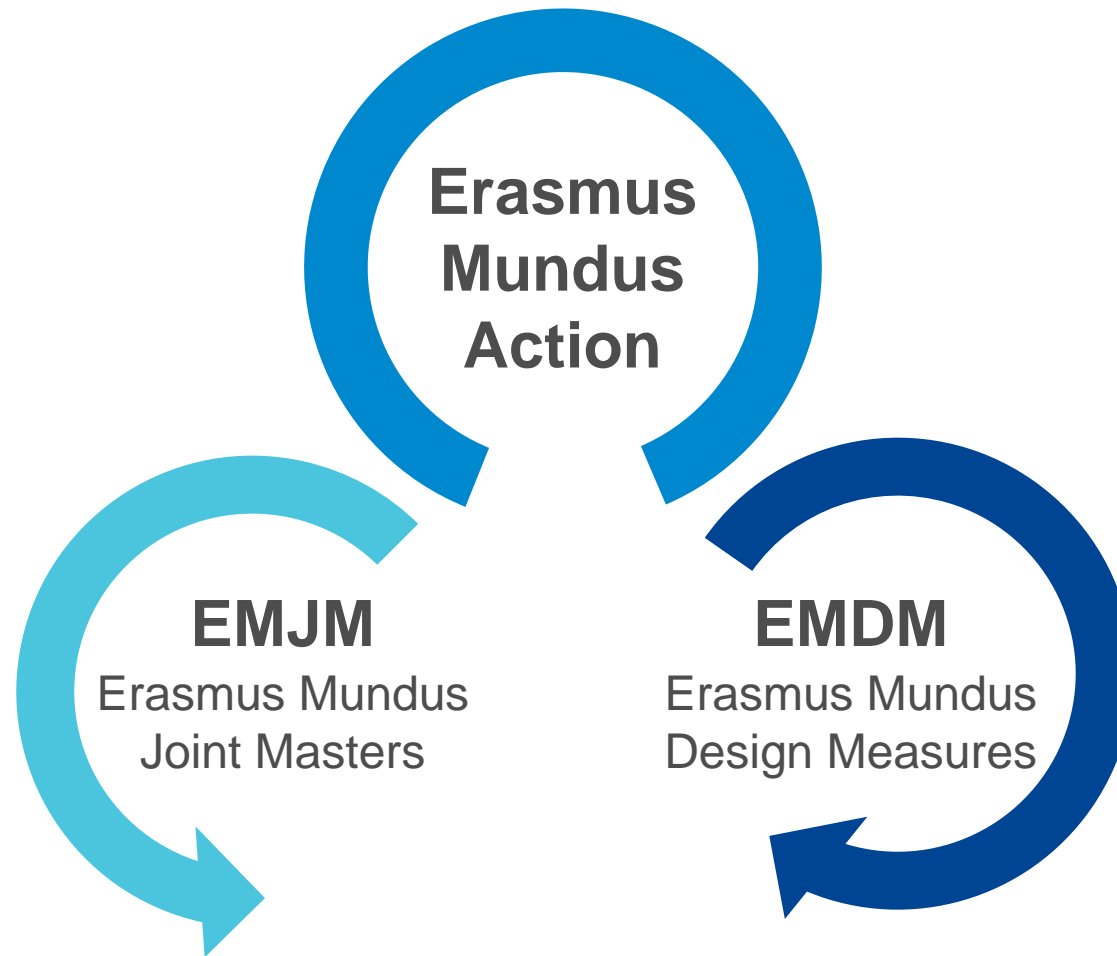 Erasmus
Mundus
Action
EMJM
Erasmus Mundus
Joint Masters
EMDM
Erasmus Mundus
Design Measures